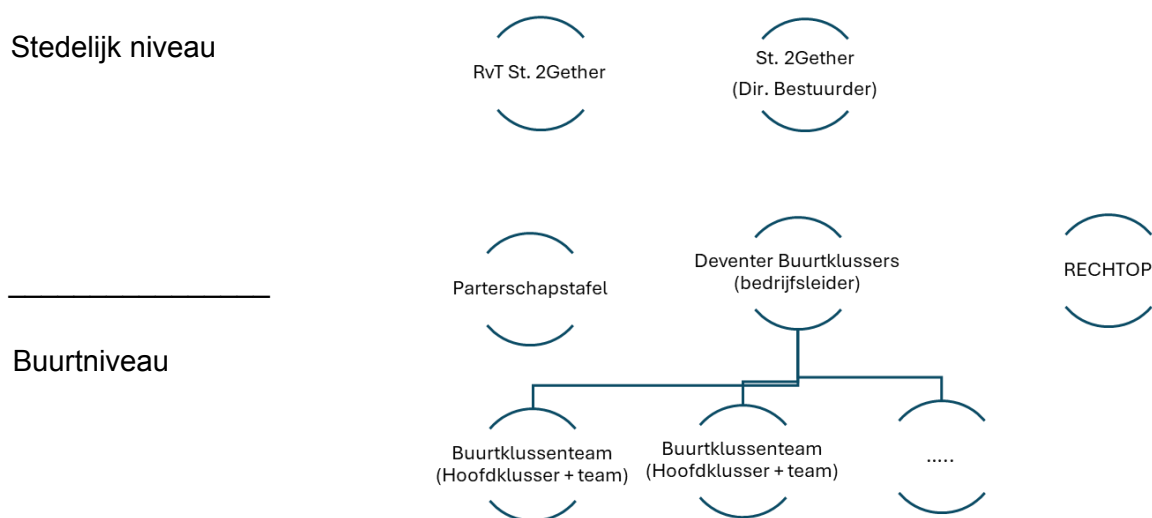 Stedelijk niveau
RvT St. 2Gether
St. 2Gether
(Dir. Bestuurder)
Parterschapstafel
Deventer Buurtklussers
(bedrijfsleider)
RECHTOP
Buurtniveau
Buurtklussenteam
(Hoofdklusser + team)
Buurtklussenteam
(Hoofdklusser + team)
.....